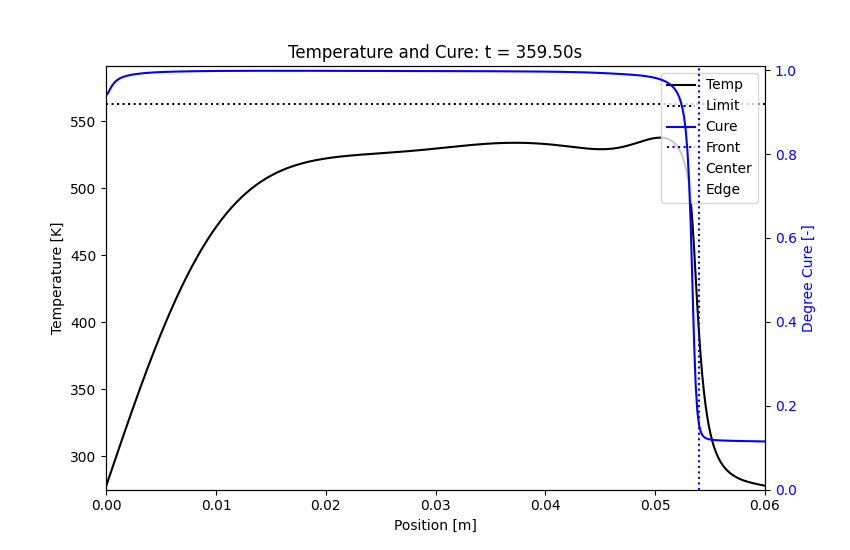 Temperature and Cure: t = 359.50s
Temperature [K]
550
500
450
400
350
300
0.00
0.01
0.02
0.03
0.04
0.05
0.06
Position [m]
1.0
0.8
0.6
0.4
0.2
0.0
Degree Cure [-]
Temp
Limit
Cure
Front
Center
Edge